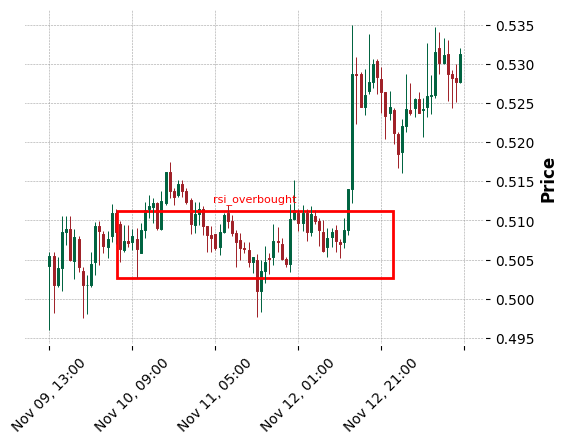 0.535
0.530
0.525
0.520
0.515
0.510
0.505
0.500
0.495
Price
rsi_overbought
Nov 09, 13:00
Nov 10, 09:00
Nov 11, 05:00
Nov 12, 01:00
Nov 12, 21:00